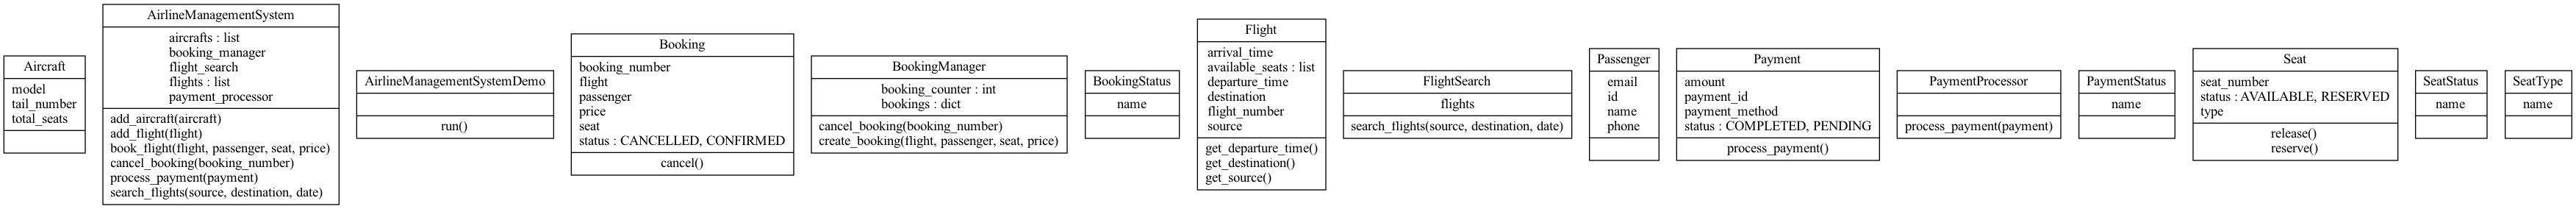 Aircraft
model
tail_number
total_seats
AirlineManagementSystem
aircrafts : list
booking_manager
flight_search
flights : list
payment_processor
add_aircraft(aircraft)
add_flight(flight)
book_flight(flight, passenger, seat, price)
cancel_booking(booking_number)
process_payment(payment)
search_flights(source, destination, date)
AirlineManagementSystemDemo
run()
Booking
booking_number
flight
passenger
price
seat
status : CANCELLED, CONFIRMED
cancel()
BookingManager
booking_counter : int
bookings : dict
cancel_booking(booking_number)
create_booking(flight, passenger, seat, price)
BookingStatus
name
Flight
arrival_time
available_seats : list
departure_time
destination
flight_number
source
get_departure_time()
get_destination()
get_source()
FlightSearch
flights
search_flights(source, destination, date)
Passenger
email
id
name
phone
Payment
amount
payment_id
payment_method
status : COMPLETED, PENDING
process_payment()
PaymentProcessor
process_payment(payment)
PaymentStatus
name
Seat
seat_number
status : AVAILABLE, RESERVED
type
release()
reserve()
SeatStatus
name
SeatType
name